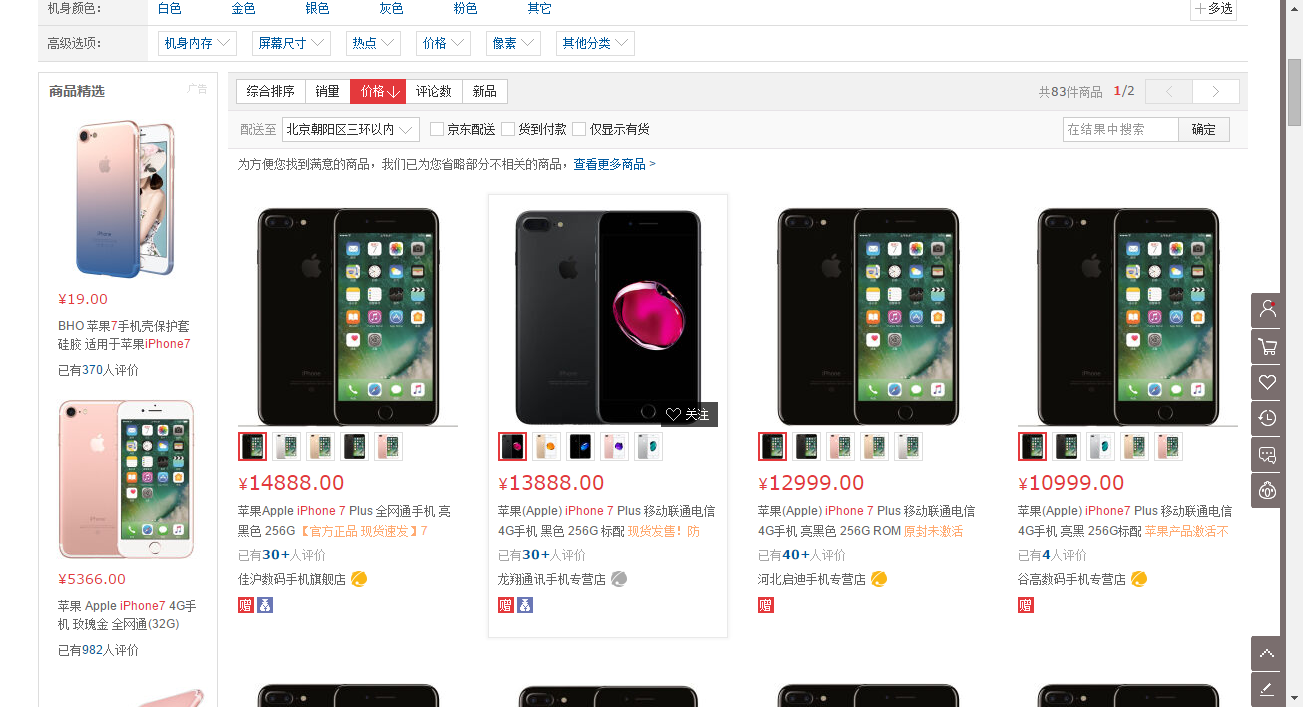 机身颜色：
白色 金色 银色 灰色 粉色 其它
多选
高级选项：
机身内存 屏幕尺寸 热点 价格 像素 其他分类
商品精选
广告
综合排序 销量 价格 评论数 新品
共83件商品 1/2 < >
配送至 北京朝阳区三环以内 京东配送 货到付款 仅显示有货
在结果中搜索 确定
为方便您找到满意的商品，我们已为您省略部分不相关的商品，查看更多商品 >
¥19.00
BHO 苹果7手机壳保护套
硅胶 适用于苹果iPhone7
已有370人评价
¥5366.00
苹果 Apple iPhone7 4G手
机 玫瑰金 全网通(32G)
已有982人评价
¥14888.00
苹果Apple iPhone 7 Plus 全网通手机 亮
黑色 256G【官方正品 现货速发】7
已有30+人评价
佳沪数码手机旗舰店
赠
关注
¥13888.00
苹果(Apple) iPhone 7 Plus 移动联通电信
4G手机 黑色 256G 标配 现货发售！防
已有30+人评价
龙翔通讯手机专营店
赠
¥12999.00
苹果(Apple) iPhone 7 Plus 移动联通电信
4G手机 亮黑色 256G ROM 原封未激活
已有40+人评价
河北启迪手机专营店
赠
¥10999.00
苹果(Apple) iPhone7 Plus 移动联通电信
4G手机 亮黑 256G标配 苹果产品激活不
已有4人评价
谷高数码手机专营店
赠